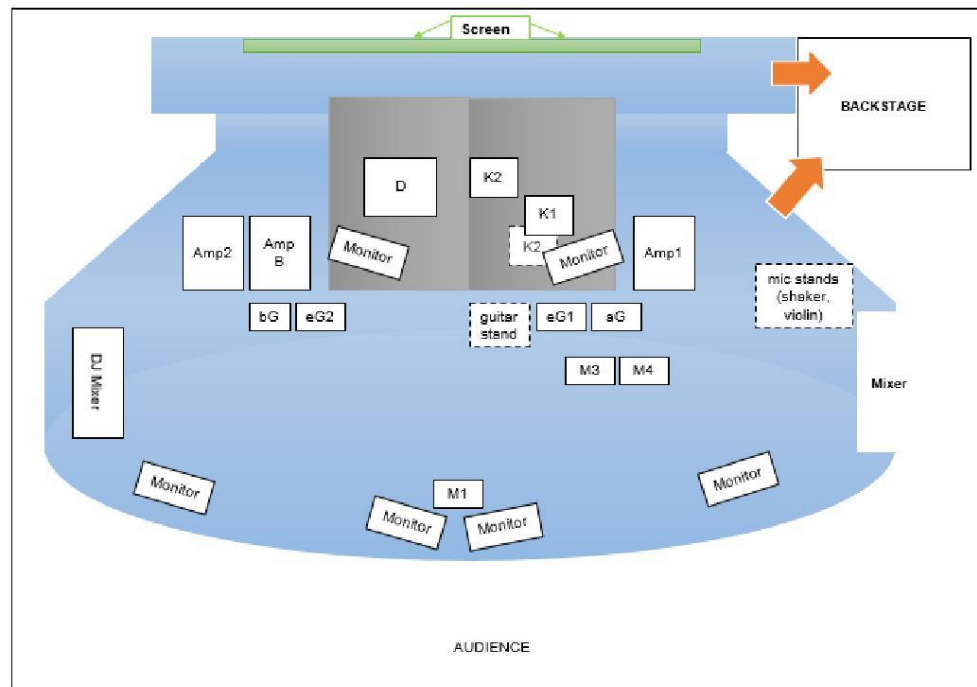 Screen
BACKSTAGE
D
K2
K1
K2
Monitor
Monitor
Amp2
Amp
B
Amp1
mic stands
(shaker,
violin)
bG
eG2
guitar
stand
eG1
aG
DJ Mixer
M3
M4
Mixer
Monitor
M1
Monitor
Monitor
Monitor
AUDIENCE